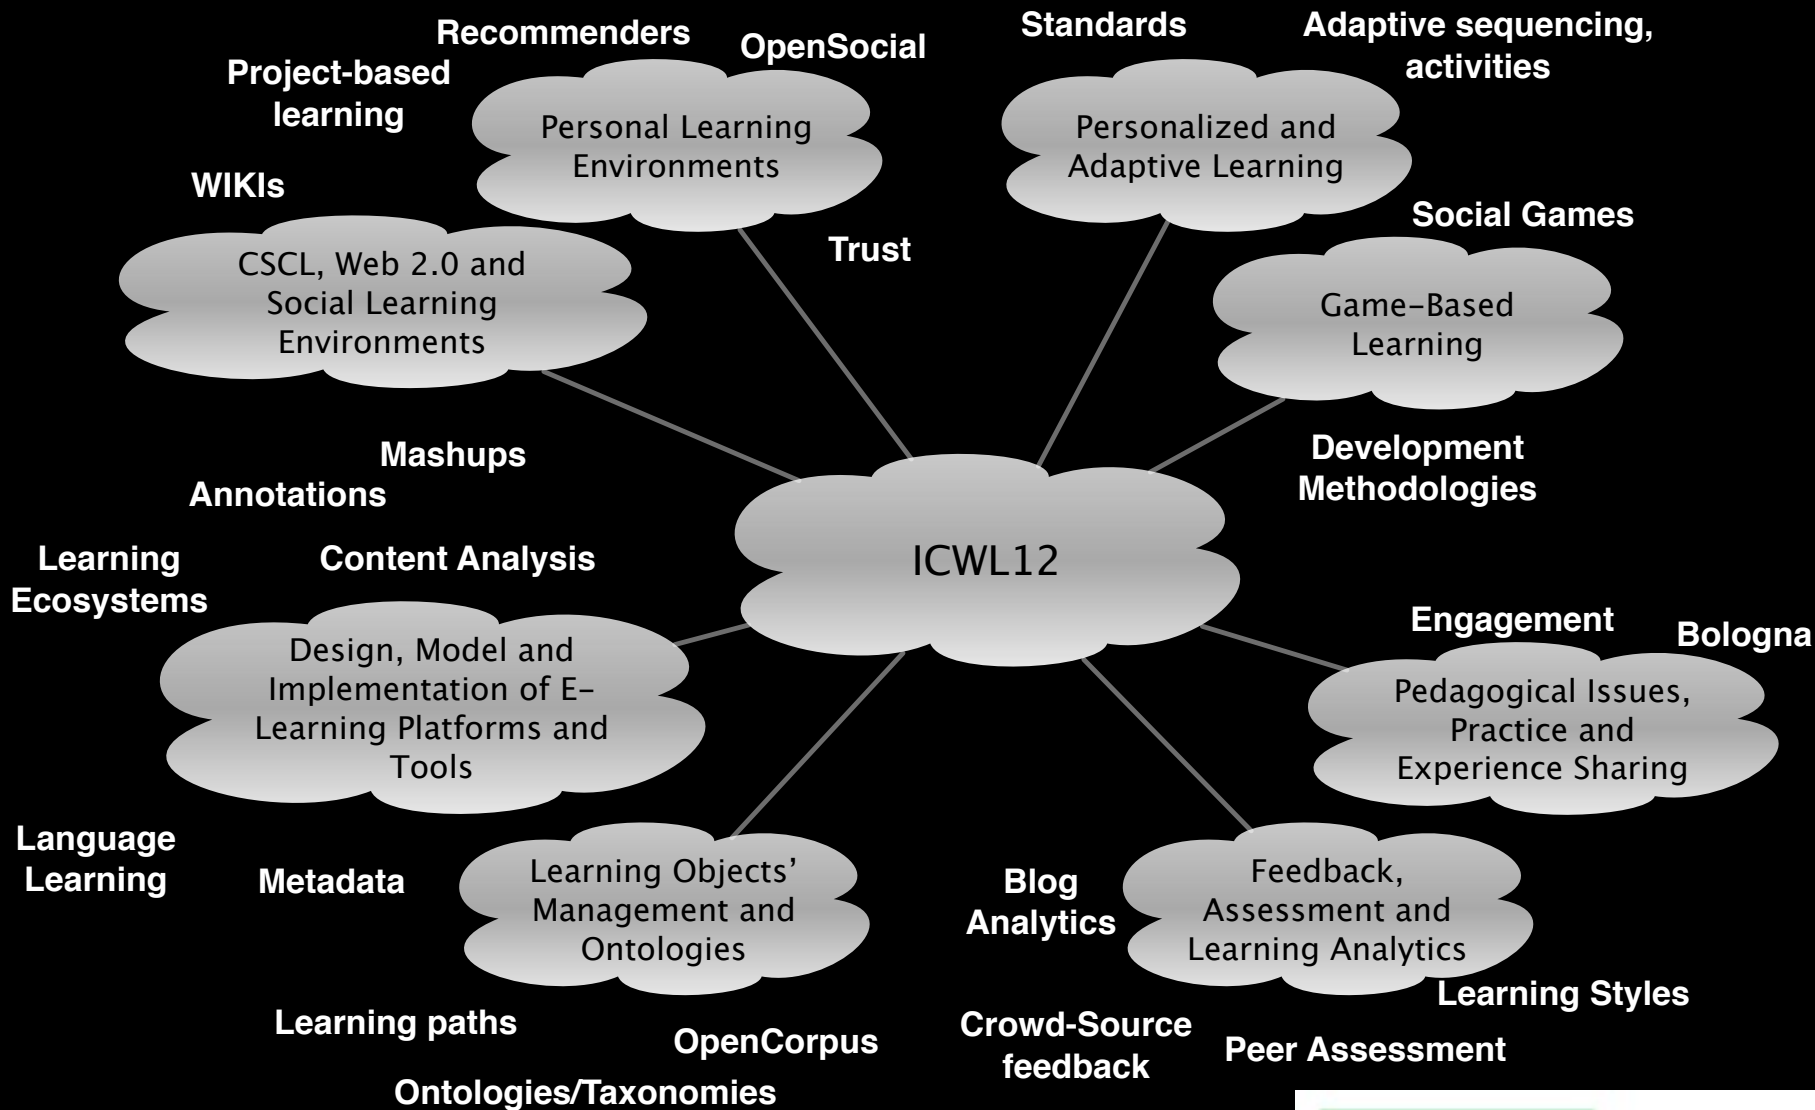 Recommenders
OpenSocial
Project-based
learning
Personal Learning
Environments
Trust
Standards
Adaptive sequencing,
activities
Personalized and
Adaptive Learning
WIKIs
CSCL, Web 2.0 and
Social Learning
Environments
Mashups
Social Games
Game-Based
Learning
Development
Methodologies
ICWL12
Annotations
Learning
Ecosystems
Content Analysis
Design, Model and
Implementation of E-
Learning Platforms and
Tools
Language
Learning
Engagement
Bologna
Pedagogical Issues,
Practice and
Experience Sharing
Metadata
Learning Objects’
Management and
Ontologies
Learning paths
OpenCorpus
Ontologies/Taxonomies
Blog
Analytics
Feedback,
Assessment and
Learning Analytics
Learning Styles
Crowd-Source
feedback
Peer Assessment